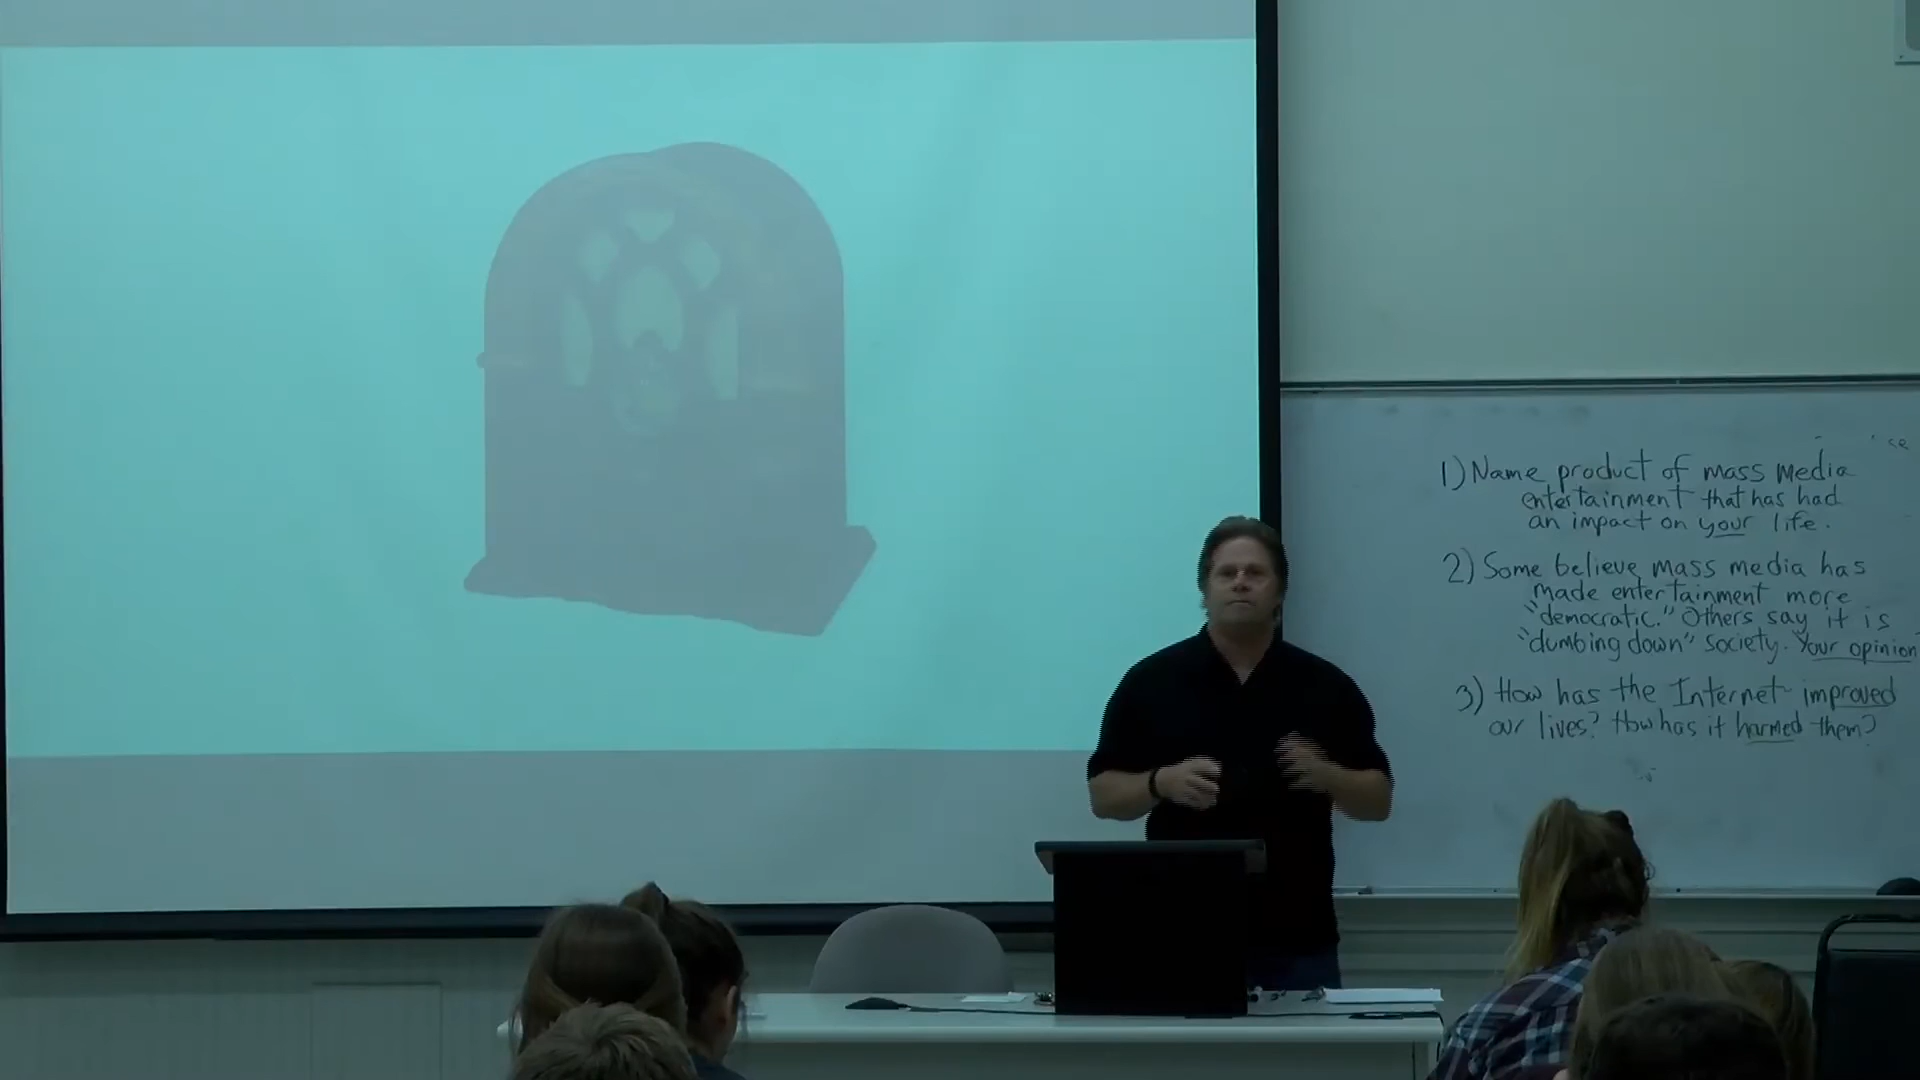 1) Name product of mass media
entertainment that has had
an impact on your life.
2) Some believe mass media has
made entertainment more
"democratic." Others say it is
"dumbing down" society. Your opinion
3) How has the Internet improved
our lives? How has it harmed them?